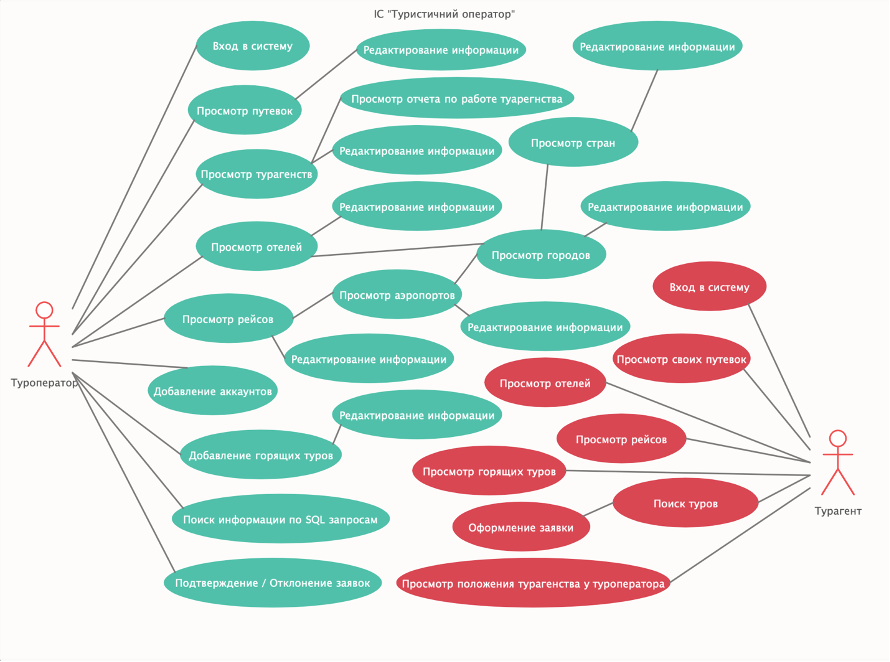 ІС "Туристичний оператор"
Вход в систему
Редактирование информации
Редактирование информации
Просмотр путевок
Просмотр отчета по работе туарегнства
Просмотр стран
Просмотр турагенств
Редактирование информации
Просмотр отелей
Редактирование информации
Редактирование информации
Просмотр городов
Просмотр рейсов
Просмотр аэропортов
Вход в систему
Редактирование информации
Редактирование информации
Просмотр своих путевок
Туроператор
Добавление аккаунтов
Просмотр отелей
Редактирование информации
Просмотр рейсов
Добавление горящих туров
Просмотр горящих туров
Поиск туров
Турагент
Поиск информации по SQL запросам
Оформление заявки
Подтверждение / Отклонение заявок
Просмотр положения турагенства у туроператора